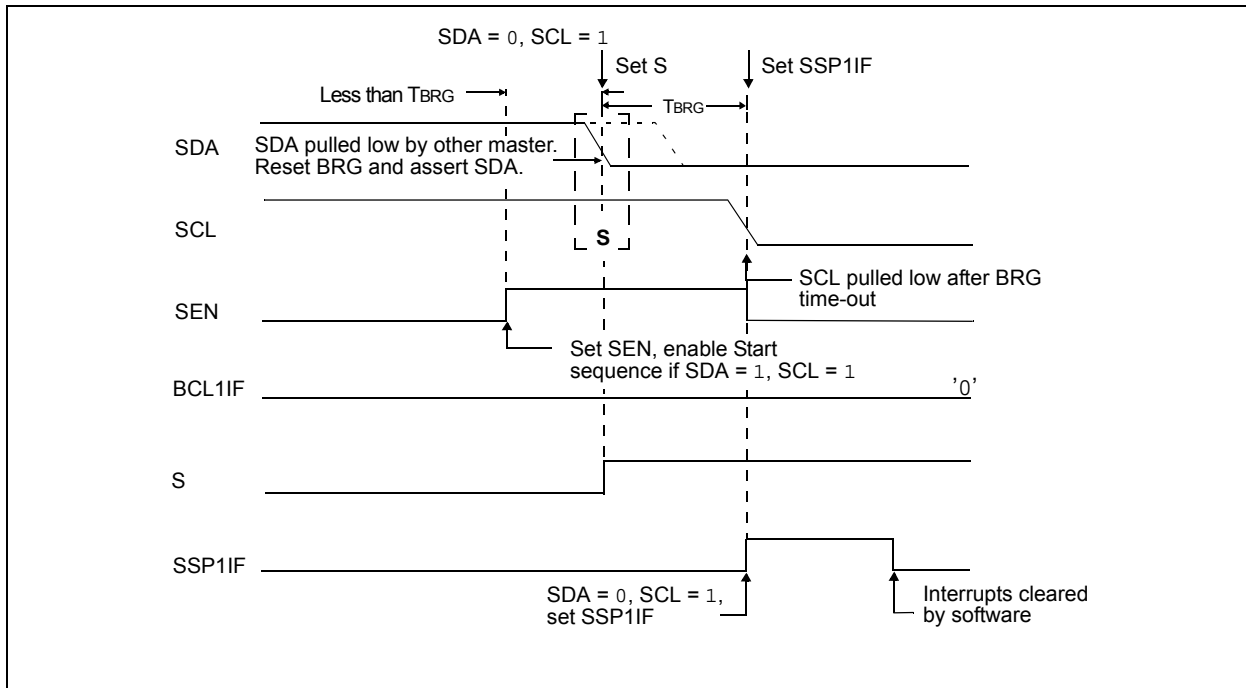 SDA = 0, SCL = 1
Set S
Set SSP1IF
Less than TBRG
TBRG
SDA
SDA pulled low by other master.
Reset BRG and assert SDA.
SCL
S
SCL pulled low after BRG
time-out
SEN
Set SEN, enable Start
sequence if SDA = 1, SCL = 1
BCL1IF
'0'
S
SSP1IF
SDA = 0, SCL = 1,
set SSP1IF
Interrupts cleared
by software